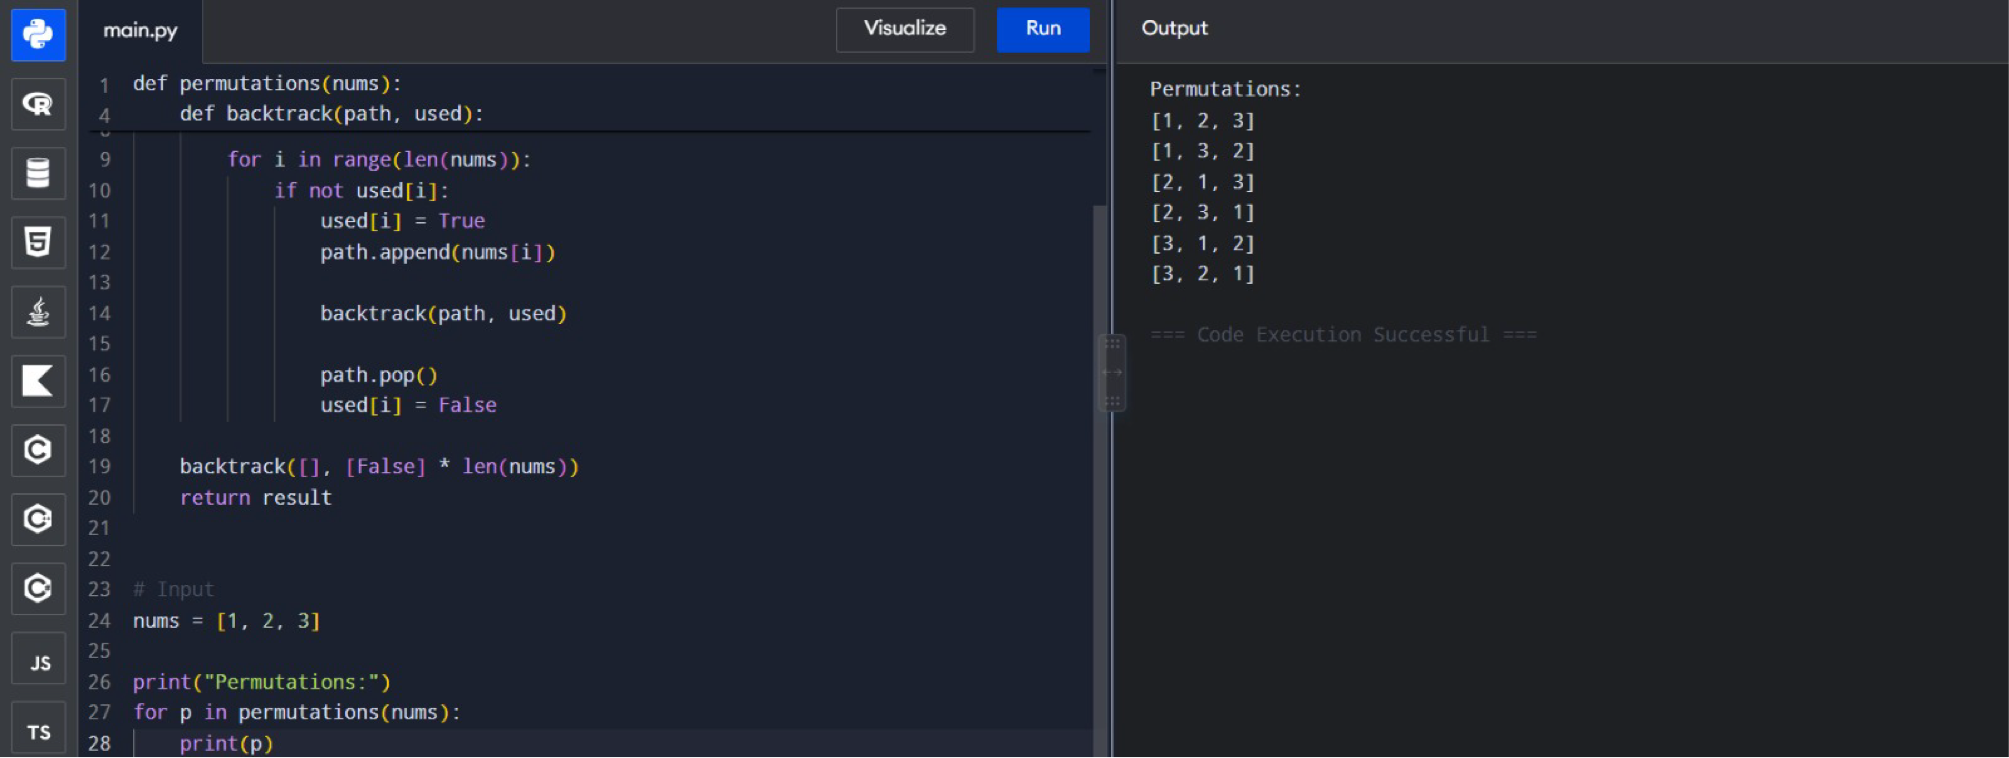 main.py
Visualize
Run
Output
1 def permutations(nums):
4     def backtrack(path, used):
9         for i in range(len(nums)):
10             if not used[i]:
11                 used[i] = True
12                 path.append(nums[i])
13
14                 backtrack(path, used)
15
16                 path.pop()
17                 used[i] = False
18
19     backtrack([], [False] * len(nums))
20     return result
21
22
23 # Input
24 nums = [1, 2, 3]
25
26 print("Permutations:")
27 for p in permutations(nums):
28     print(p)
Permutations:
[1, 2, 3]
[1, 3, 2]
[2, 1, 3]
[2, 3, 1]
[3, 1, 2]
[3, 2, 1]
=== Code Execution Successful ===
R
5
C
C
C
JS
TS